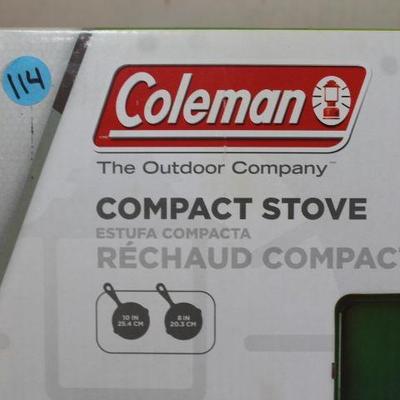 114
Coleman
The Outdoor Company™
COMPACT STOVE
ESTUFA COMPACTA
RÉCHAUD COMPAC
10 IN
25.4 CM
8 IN
20.3 CM